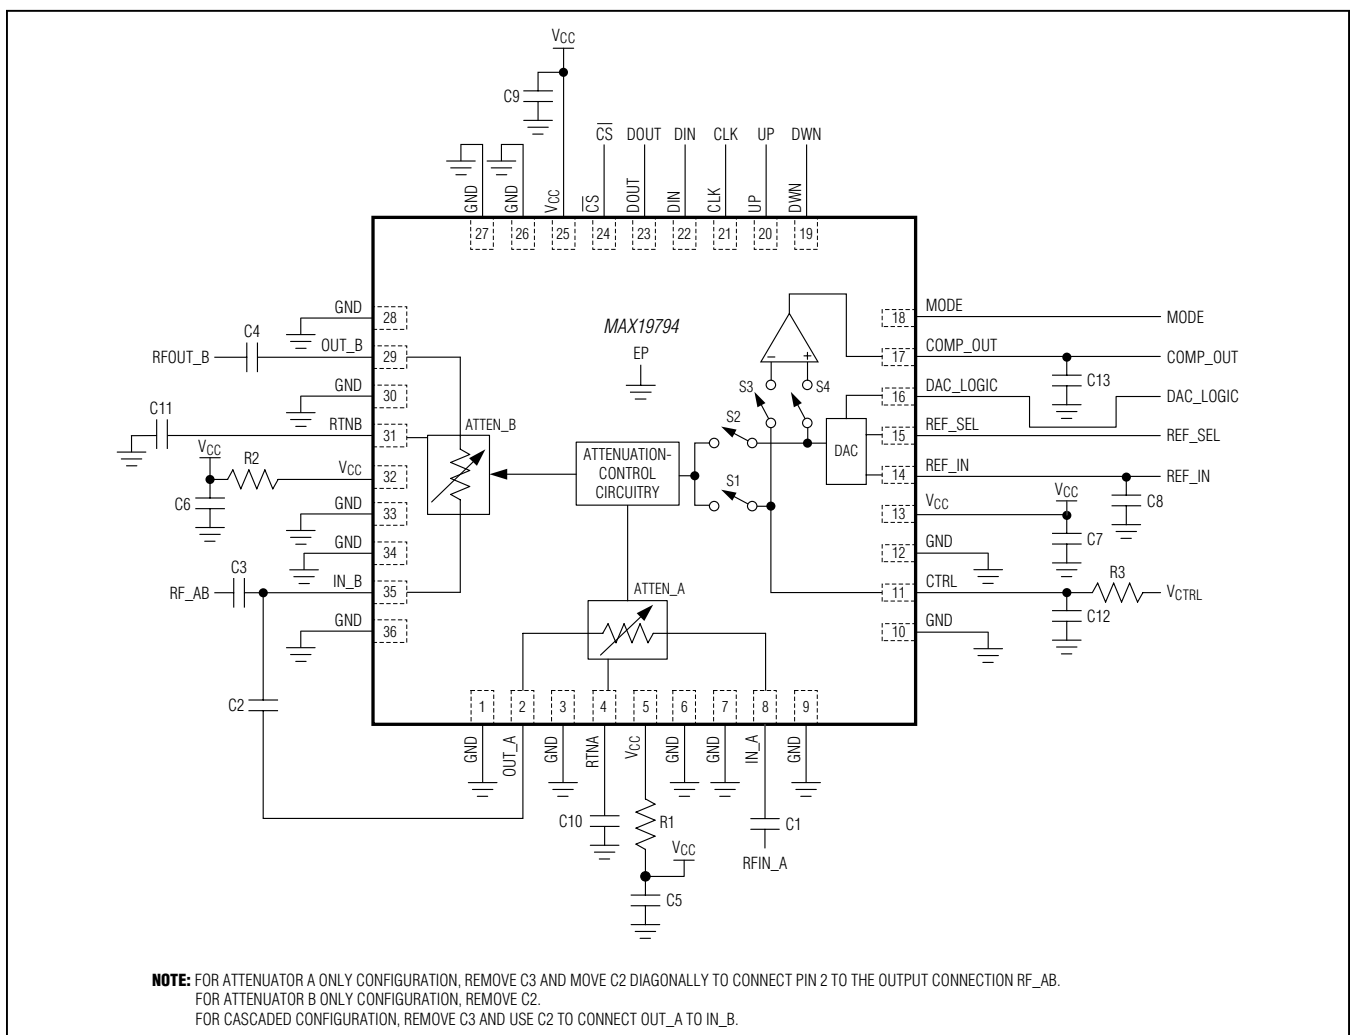 VCC
C9
CS DOUT DIN CLK UP DWN
GND GND VCC CS DOUT DIN CLK UP DWN
27 26 25 24 23 22 21 20 19
GND
28
C4
OUT_B
RFOUT_B
29
GND
30
C11
RTNB
31
ATTEN_B
VCC
R2
VCC
32
C6
GND
33
GND
34
C3
IN_B
RF_AB
35
GND
36
C2
MAX19794
EP
ATTENUATION-
CONTROL
CIRCUITRY
ATTEN_A
S3
S4
S2
S1
–
+
DAC
MODE
18
MODE
COMP_OUT
17
COMP_OUT
C13
DAC_LOGIC
16
DAC_LOGIC
REF_SEL
15
REF_SEL
REF_IN
14
REF_IN
C8
VCC
13
VCC
C7
GND
12
CTRL
11
R3
VCTRL
C12
GND
10
1 2 3 4 5 6 7 8 9
GND OUT_A GND RTNA VCC GND GND IN_A GND
C10
R1
C1
RFIN_A
VCC
C5
NOTE: FOR ATTENUATOR A ONLY CONFIGURATION, REMOVE C3 AND MOVE C2 DIAGONALLY TO CONNECT PIN 2 TO THE OUTPUT CONNECTION RF_AB.
FOR ATTENUATOR B ONLY CONFIGURATION, REMOVE C2.
FOR CASCADED CONFIGURATION, REMOVE C3 AND USE C2 TO CONNECT OUT_A TO IN_B.